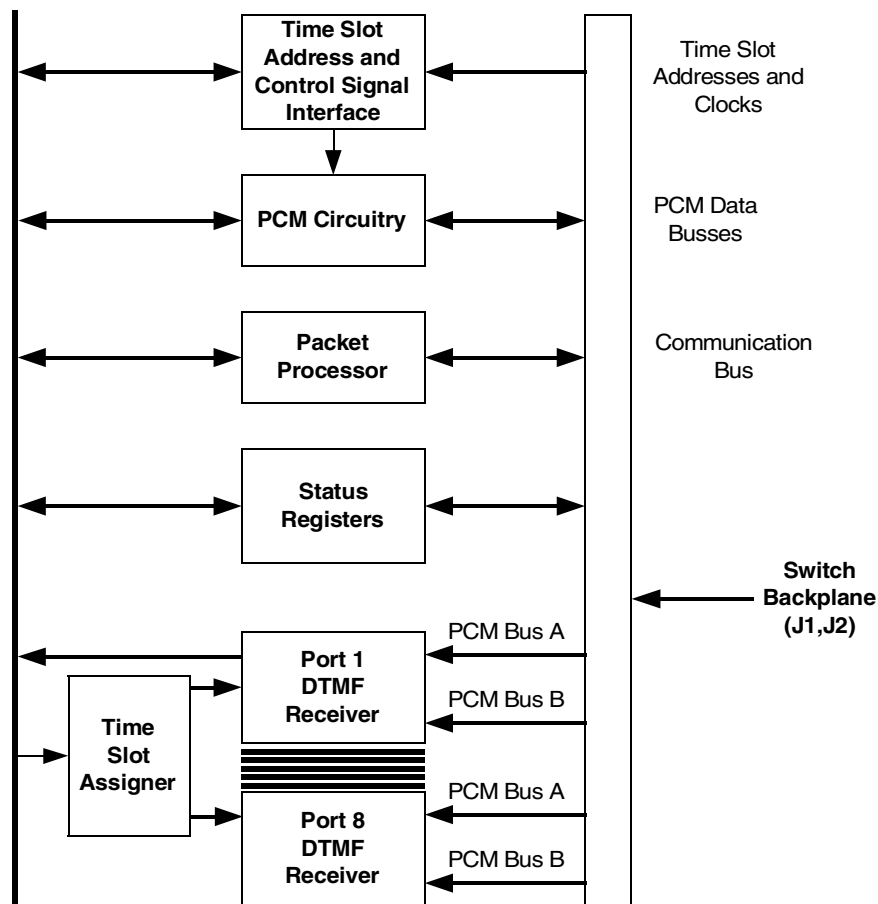 Time Slot
Address and
Control Signal
Interface
Time Slot
Addresses and
Clocks
PCM Circuitry
PCM Data
Busses
Packet
Processor
Communication
Bus
Status
Registers
Switch
Backplane
(J1,J2)
Port 1
DTMF
Receiver
PCM Bus A
PCM Bus B
Time
Slot
Assigner
Port 8
DTMF
Receiver
PCM Bus A
PCM Bus B